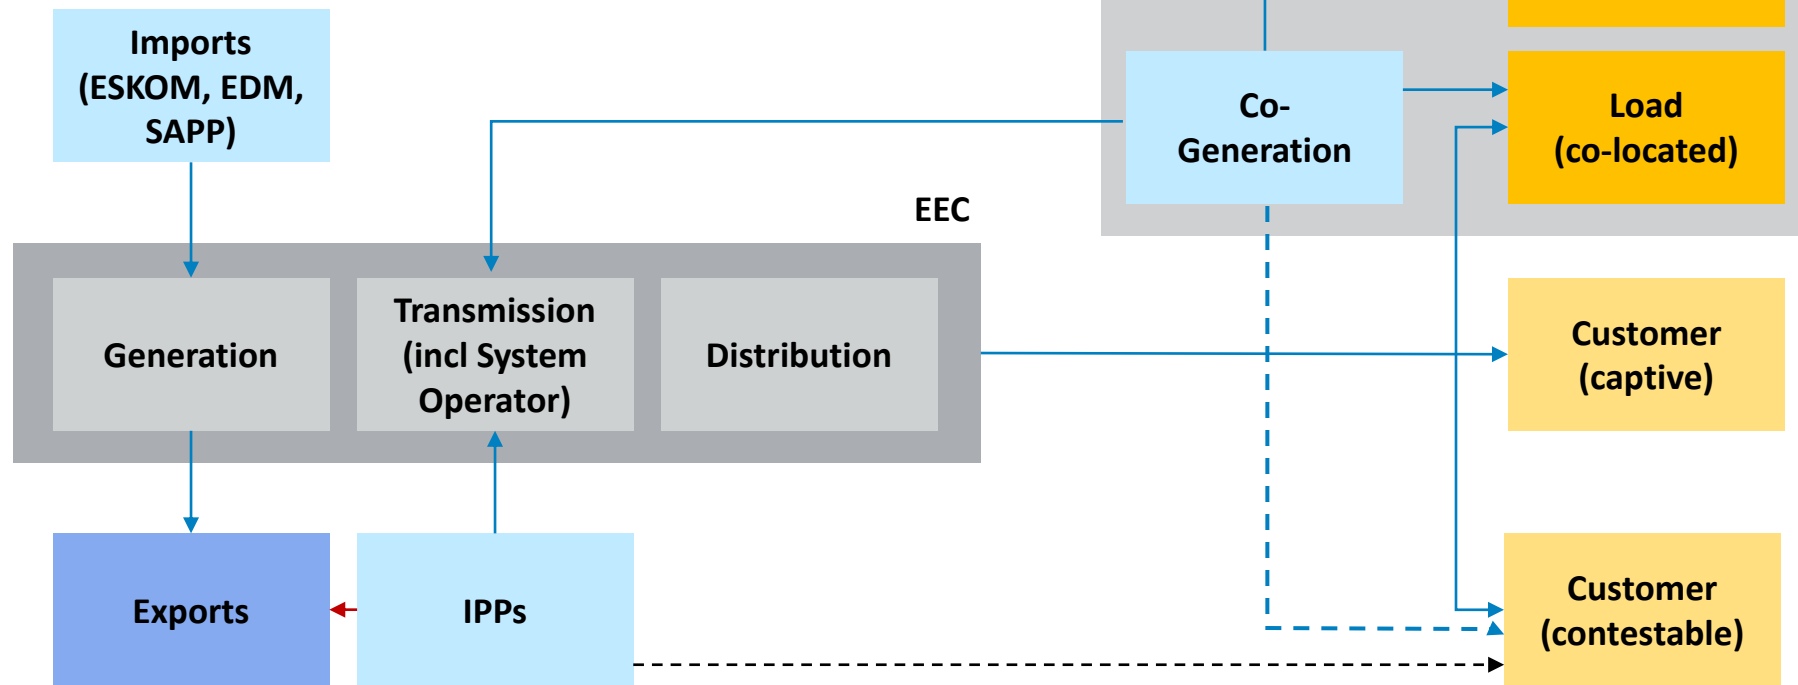 Imports
(ESKOM, EDM,
SAPP)
Co-
Generation
Load
(co-located)
EEC
Generation
Transmission
(incl System
Operator)
Distribution
Customer
(captive)
Exports
IPPs
Customer
(contestable)